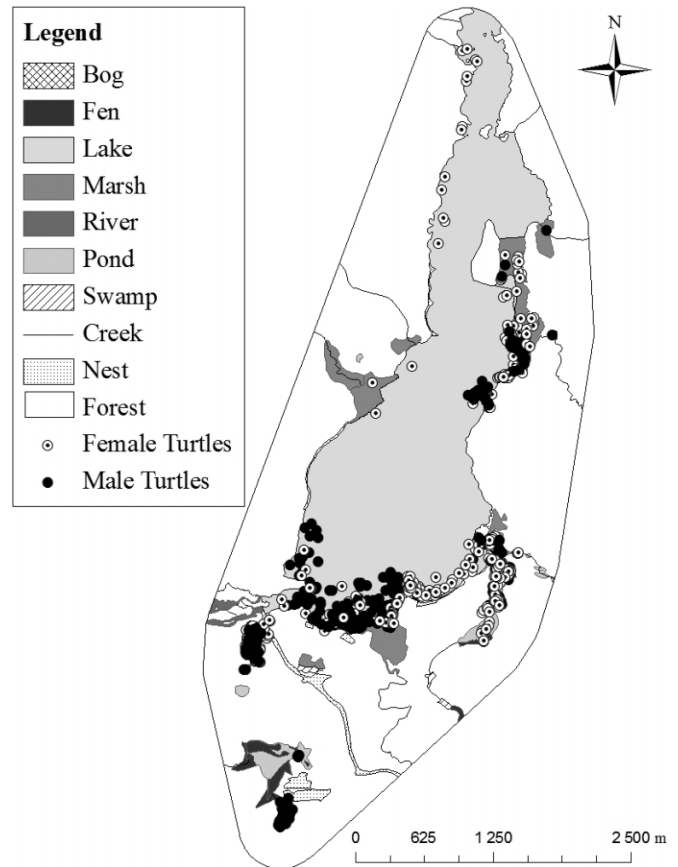 Legend
Bog
Fen
Lake
Marsh
River
Pond
Swamp
Creek
Nest
Forest
Female Turtles
Male Turtles
N
0 625 1 250 2 500 m